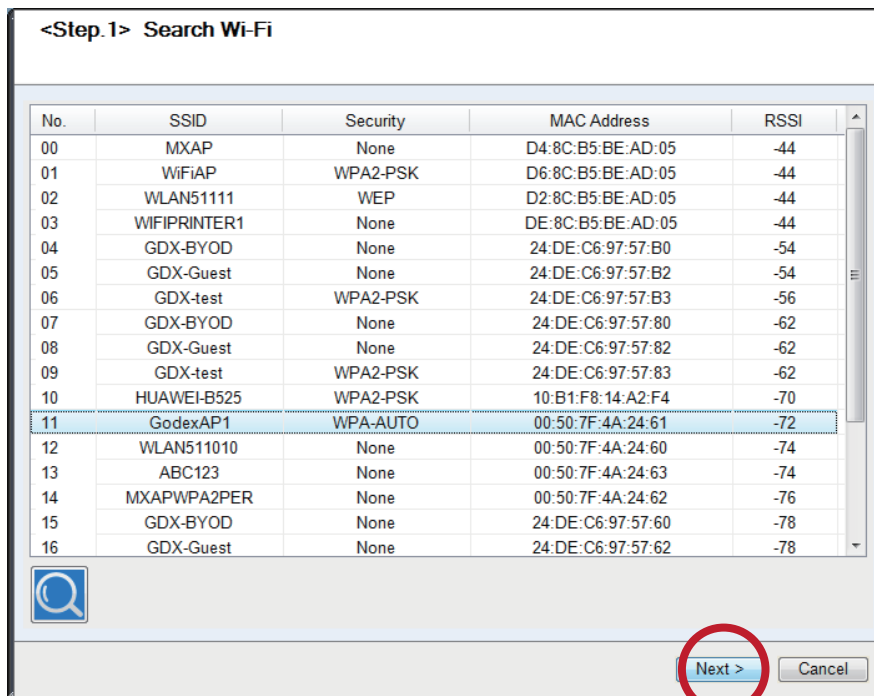 <Step.1> Search Wi-Fi
No. SSID Security MAC Address RSSI
00 MXAP None D4:8C:B5:BE:AD:05 -44
01 WiFiAP WPA2-PSK D6:8C:B5:BE:AD:05 -44
02 WLAN51111 WEP D2:8C:B5:BE:AD:05 -44
03 WIFIPRINTER1 None DE:8C:B5:BE:AD:05 -44
04 GDX-BYOD None 24:DE:C6:97:57:B0 -54
05 GDX-Guest None 24:DE:C6:97:57:B2 -54
06 GDX-test WPA2-PSK 24:DE:C6:97:57:B3 -56
07 GDX-BYOD None 24:DE:C6:97:57:80 -62
08 GDX-Guest None 24:DE:C6:97:57:82 -62
09 GDX-test WPA2-PSK 24:DE:C6:97:57:83 -62
10 HUAWEI-B525 WPA2-PSK 10:B1:F8:14:A2:F4 -70
11 GodexAP1 WPA-AUTO 00:50:7F:4A:24:61 -72
12 WLAN511010 None 00:50:7F:4A:24:60 -74
13 ABC123 None 00:50:7F:4A:24:63 -74
14 MXAPWPA2PER None 00:50:7F:4A:24:62 -76
15 GDX-BYOD None 24:DE:C6:97:57:60 -78
16 GDX-Guest None 24:DE:C6:97:57:62 -78
Next > Cancel